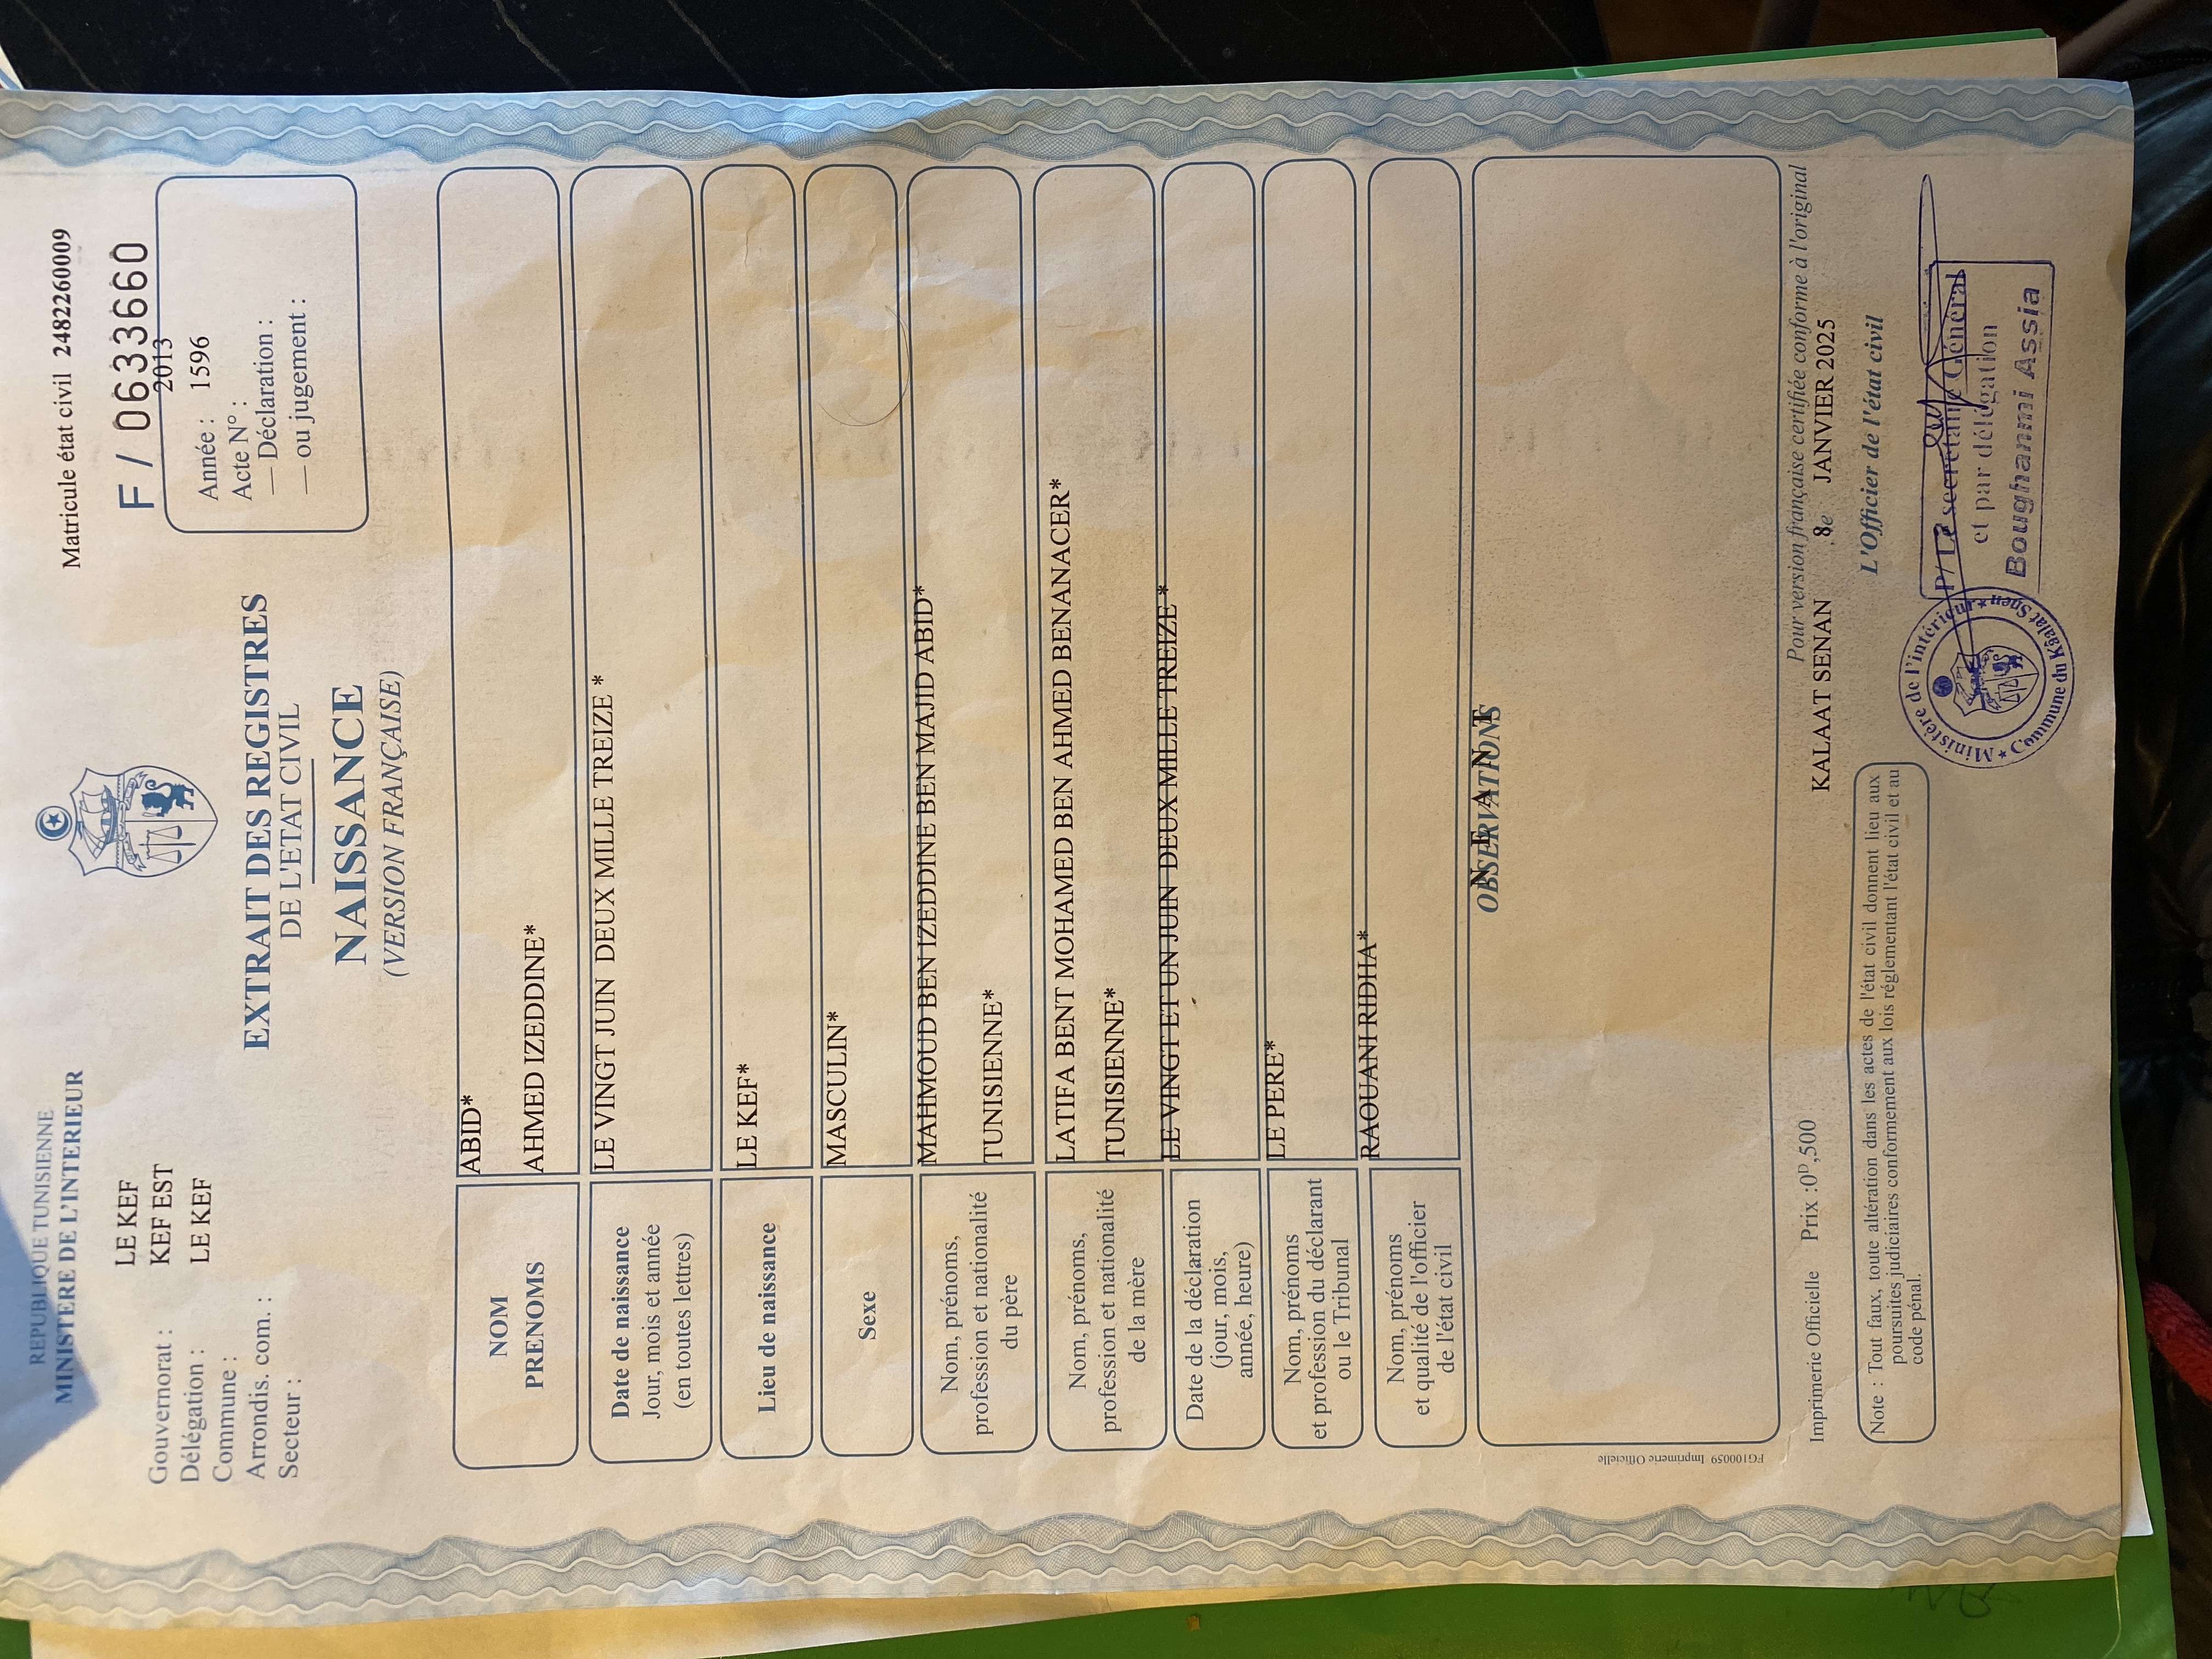 REPUBLIQUE TUNISIENNE
MINISTERE DE L'INTERIEUR
Gouvernorat : LE KEF
Délégation : KEF EST
Commune : LE KEF
Arrondis. com. :
Secteur :
EXTRAIT DES REGISTRES
DE L'ETAT CIVIL
NAISSANCE
(VERSION FRANÇAISE)
Matricule état civil 2482260009
F / 0633660
2013
Année : 1596
Acte N° :
— Déclaration :
— ou jugement :
NOM ABID*
PRENOMS AHMED IZEDDINE*
Date de naissance
Jour, mois et année
(en toutes lettres)
LE VINGT JUIN DEUX MILLE TREIZE *
Lieu de naissance LE KEF*
Sexe MASCULIN*
Nom, prénoms,
profession et nationalité
du père
MAHMOUD BEN IZEDDINE BEN MAJID ABID*
TUNISIENNE*
Nom, prénoms,
profession et nationalité
de la mère
LATIFA BENT MOHAMED BEN AHMED BENANACER*
TUNISIENNE*
Date de la déclaration
(jour, mois,
année, heure)
LE VINGT ET UN JUIN DEUX MILLE TREIZE *
Nom, prénoms
et profession du déclarant
ou le Tribunal
LE PERE*
Nom, prénoms
et qualité de l'officier
de l'état civil
RAOUANI RIDHA*
OBSERVATIONS
N E A N T
FG100059 Imprimerie Officielle
Imprimerie Officielle Prix :0D,500
Pour version française certifiée conforme à l'original
KALAAT SENAN 8 le JANVIER 2025
L'Officier de l'état civil
P/ Le secrétaire Général
et par délégation
Boughanmi Assia
Ministère de l'intérieur * Commune du Kâalat Snen *
Note : Tout faux, toute altération dans les actes de l'état civil donnent lieu aux
poursuites judiciaires conformement aux lois réglementant l'état civil et au
code pénal.